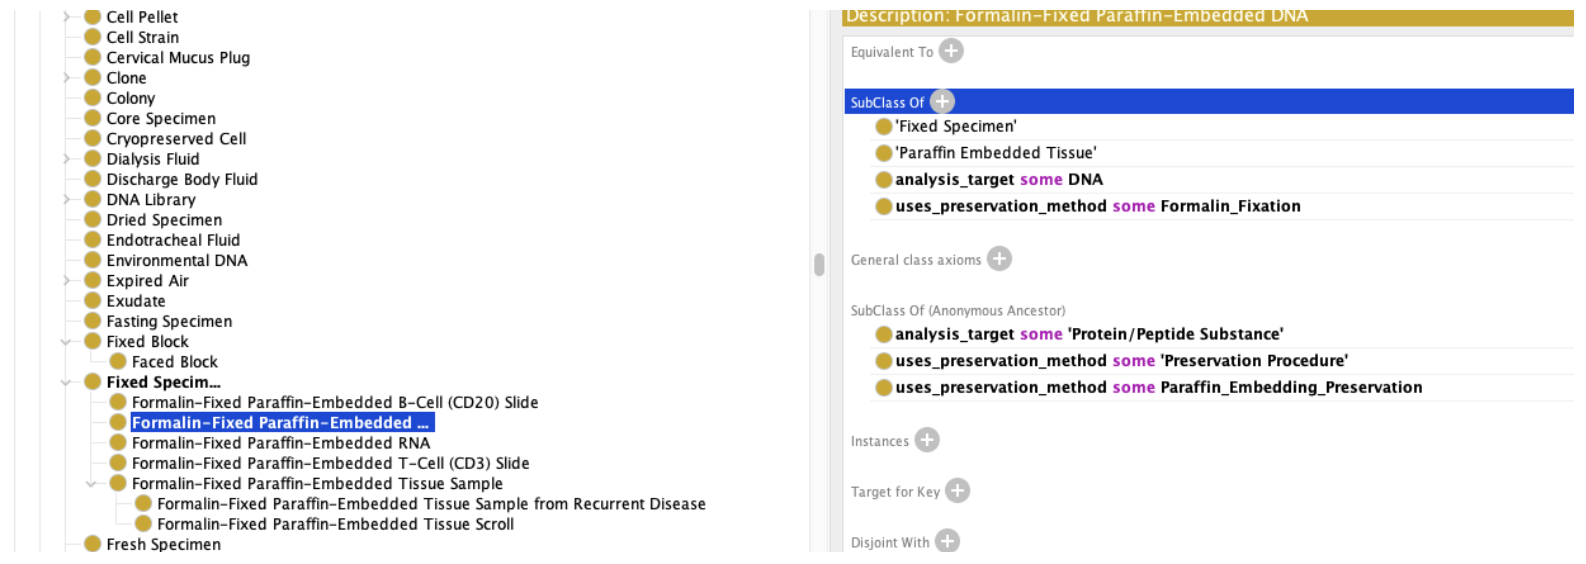 Cell Pellet
Cell Strain
Cervical Mucus Plug
Clone
Colony
Core Specimen
Cryopreserved Cell
Dialysis Fluid
Discharge Body Fluid
DNA Library
Dried Specimen
Endotracheal Fluid
Environmental DNA
Expired Air
Exudate
Fasting Specimen
Fixed Block
Faced Block
Fixed Specim...
Formalin-Fixed Paraffin-Embedded B-Cell (CD20) Slide
Formalin-Fixed Paraffin-Embedded ...
Formalin-Fixed Paraffin-Embedded RNA
Formalin-Fixed Paraffin-Embedded T-Cell (CD3) Slide
Formalin-Fixed Paraffin-Embedded Tissue Sample
Formalin-Fixed Paraffin-Embedded Tissue Sample from Recurrent Disease
Formalin-Fixed Paraffin-Embedded Tissue Scroll
Fresh Specimen
Description: Formalin-Fixed Paraffin-Embedded DNA
Equivalent To
SubClass Of
'Fixed Specimen'
'Paraffin Embedded Tissue'
analysis_target some DNA
uses_preservation_method some Formalin_Fixation
General class axioms
SubClass Of (Anonymous Ancestor)
analysis_target some 'Protein/Peptide Substance'
uses_preservation_method some 'Preservation Procedure'
uses_preservation_method some Paraffin_Embedding_Preservation
Instances
Target for Key
Disjoint With